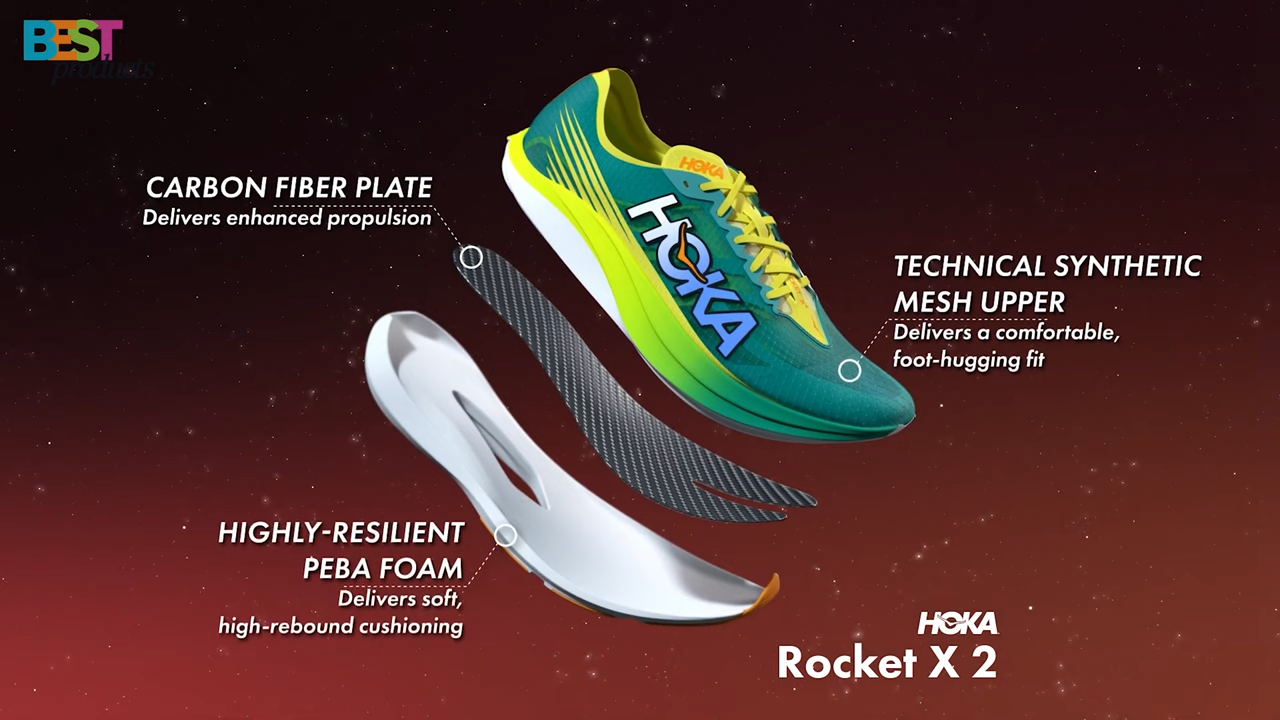 BEST
products
CARBON FIBER PLATE
Delivers enhanced propulsion
HOKA
HOKA
TECHNICAL SYNTHETIC
MESH UPPER
Delivers a comfortable,
foot-hugging fit
HIGHLY-RESILIENT
PEBA FOAM
Delivers soft,
high-rebound cushioning
HOKA
Rocket X 2